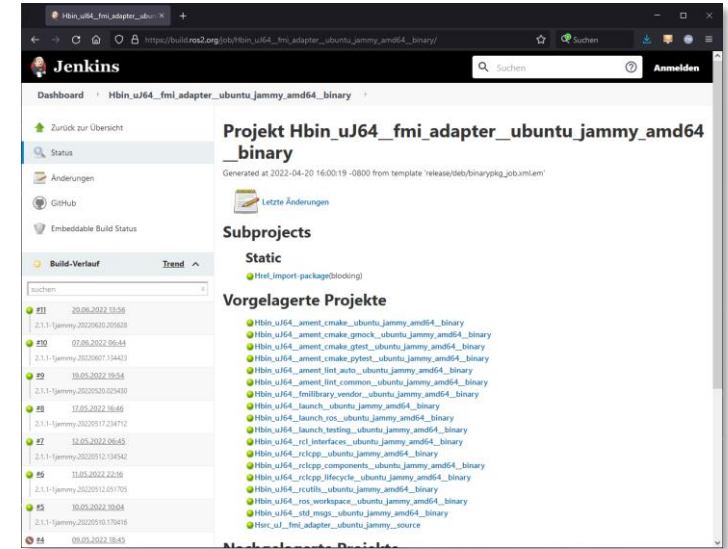 Hbin_uJ64__fmi_adapter__ubun
https://build.ros2.org/job/Hbin_uJ64__fmi_adapter__ubuntu_jammy_amd64__binary/
Suchen
Jenkins
Suchen
Anmelden
Dashboard
Hbin_uJ64__fmi_adapter__ubuntu_jammy_amd64__binary
Zurück zur Übersicht
Status
Änderungen
GitHub
Embeddable Build Status
Build-Verlauf
Trend
suchen
x
#11 20.06.2022 13:56
2.1.1-1jammy.20220620.205628
#10 07.06.2022 06:44
2.1.1-1jammy.20220607.134423
#9 19.05.2022 19:54
2.1.1-1jammy.20220520.025430
#8 17.05.2022 16:46
2.1.1-1jammy.20220517.234712
#7 12.05.2022 06:45
2.1.1-1jammy.20220512.134542
#6 11.05.2022 22:16
2.1.1-1jammy.20220512.051705
#5 10.05.2022 10:04
2.1.1-1jammy.20220510.170416
#4 09.05.2022 18:45
Projekt Hbin_uJ64__fmi_adapter__ubuntu_jammy_amd64
__binary
Generated at 2022-04-20 16:00:19 -0800 from template 'release/deb/binarypkg_job.xml.em'
Letzte Änderungen
Subprojects
Static
Hrel_import-package(blocking)
Vorgelagerte Projekte
Hbin_uJ64__ament_cmake__ubuntu_jammy_amd64__binary
Hbin_uJ64__ament_cmake_gmock__ubuntu_jammy_amd64__binary
Hbin_uJ64__ament_cmake_gtest__ubuntu_jammy_amd64__binary
Hbin_uJ64__ament_cmake_pytest__ubuntu_jammy_amd64__binary
Hbin_uJ64__ament_lint_auto__ubuntu_jammy_amd64__binary
Hbin_uJ64__ament_lint_common__ubuntu_jammy_amd64__binary
Hbin_uJ64__fmilibrary_vendor__ubuntu_jammy_amd64__binary
Hbin_uJ64__launch__ubuntu_jammy_amd64__binary
Hbin_uJ64__launch_ros__ubuntu_jammy_amd64__binary
Hbin_uJ64__launch_testing__ubuntu_jammy_amd64__binary
Hbin_uJ64__rcl_interfaces__ubuntu_jammy_amd64__binary
Hbin_uJ64__rclcpp__ubuntu_jammy_amd64__binary
Hbin_uJ64__rclcpp_components__ubuntu_jammy_amd64__binary
Hbin_uJ64__rclcpp_lifecycle__ubuntu_jammy_amd64__binary
Hbin_uJ64__rcutils__ubuntu_jammy_amd64__binary
Hbin_uJ64__ros_workspace__ubuntu_jammy_amd64__binary
Hbin_uJ64__std_msgs__ubuntu_jammy_amd64__binary
Hsrc_uJ__fmi_adapter__ubuntu_jammy__source
Nachgelagerte Projekte